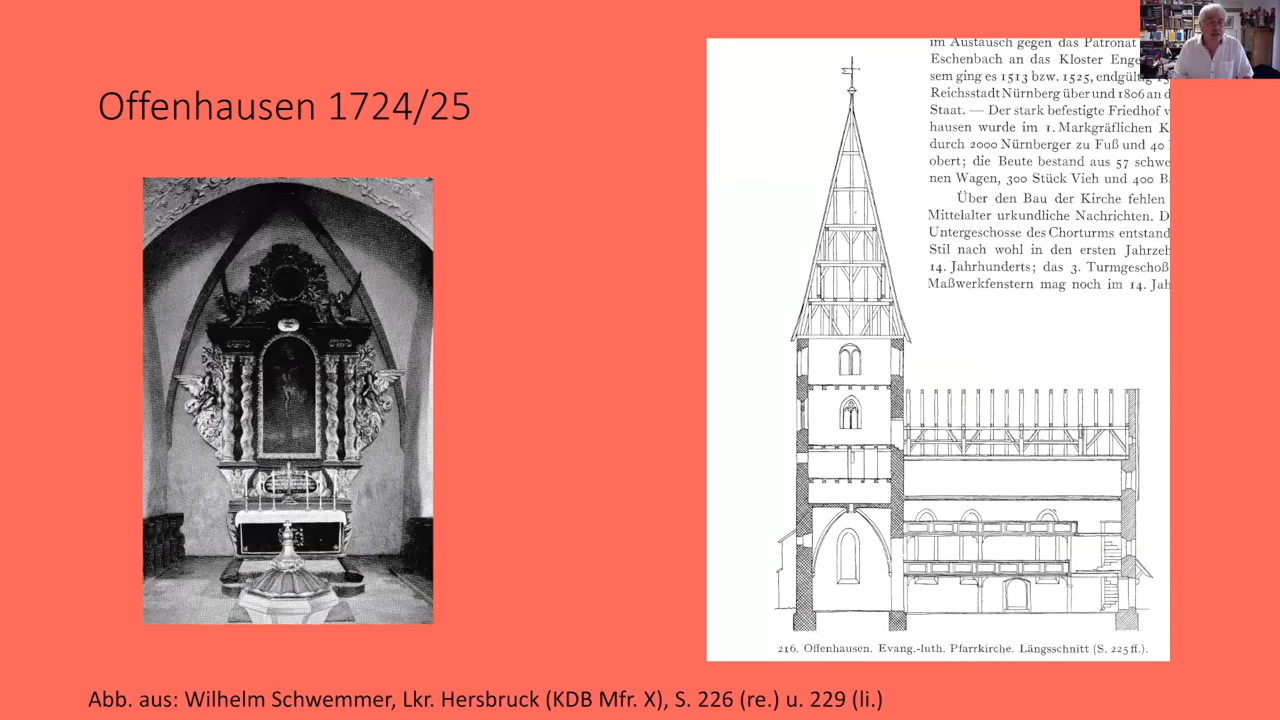 Offenhausen 1724/25
im Austausch gegen das Patronat
Eschenbach an das Kloster Enge
sem ging es 1513 bzw. 1525, endgültig
Reichsstadt Nürnberg über und 1806 an d
Staat. — Der stark befestigte Friedhof v
hausen wurde im 1. Markgräflichen K
durch 2000 Nürnberger zu Fuß und 40
obert; die Beute bestand aus 57 schwe
nen Wagen, 300 Stück Vieh und 400 B
Über den Bau der Kirche fehlen
Mittelalter urkundliche Nachrichten. D
Untergeschosse des Chorturms entstand
Stil nach wohl in den ersten Jahrzeh
14. Jahrhunderts; das 3. Turmgeschoß
Maßwerkfenstern mag noch im 14. Jah
216. Offenhausen. Evang.-luth. Pfarrkirche. Längsschnitt (S. 225 ff.).
Abb. aus: Wilhelm Schwemmer, Lkr. Hersbruck (KDB Mfr. X), S. 226 (re.) u. 229 (li.)